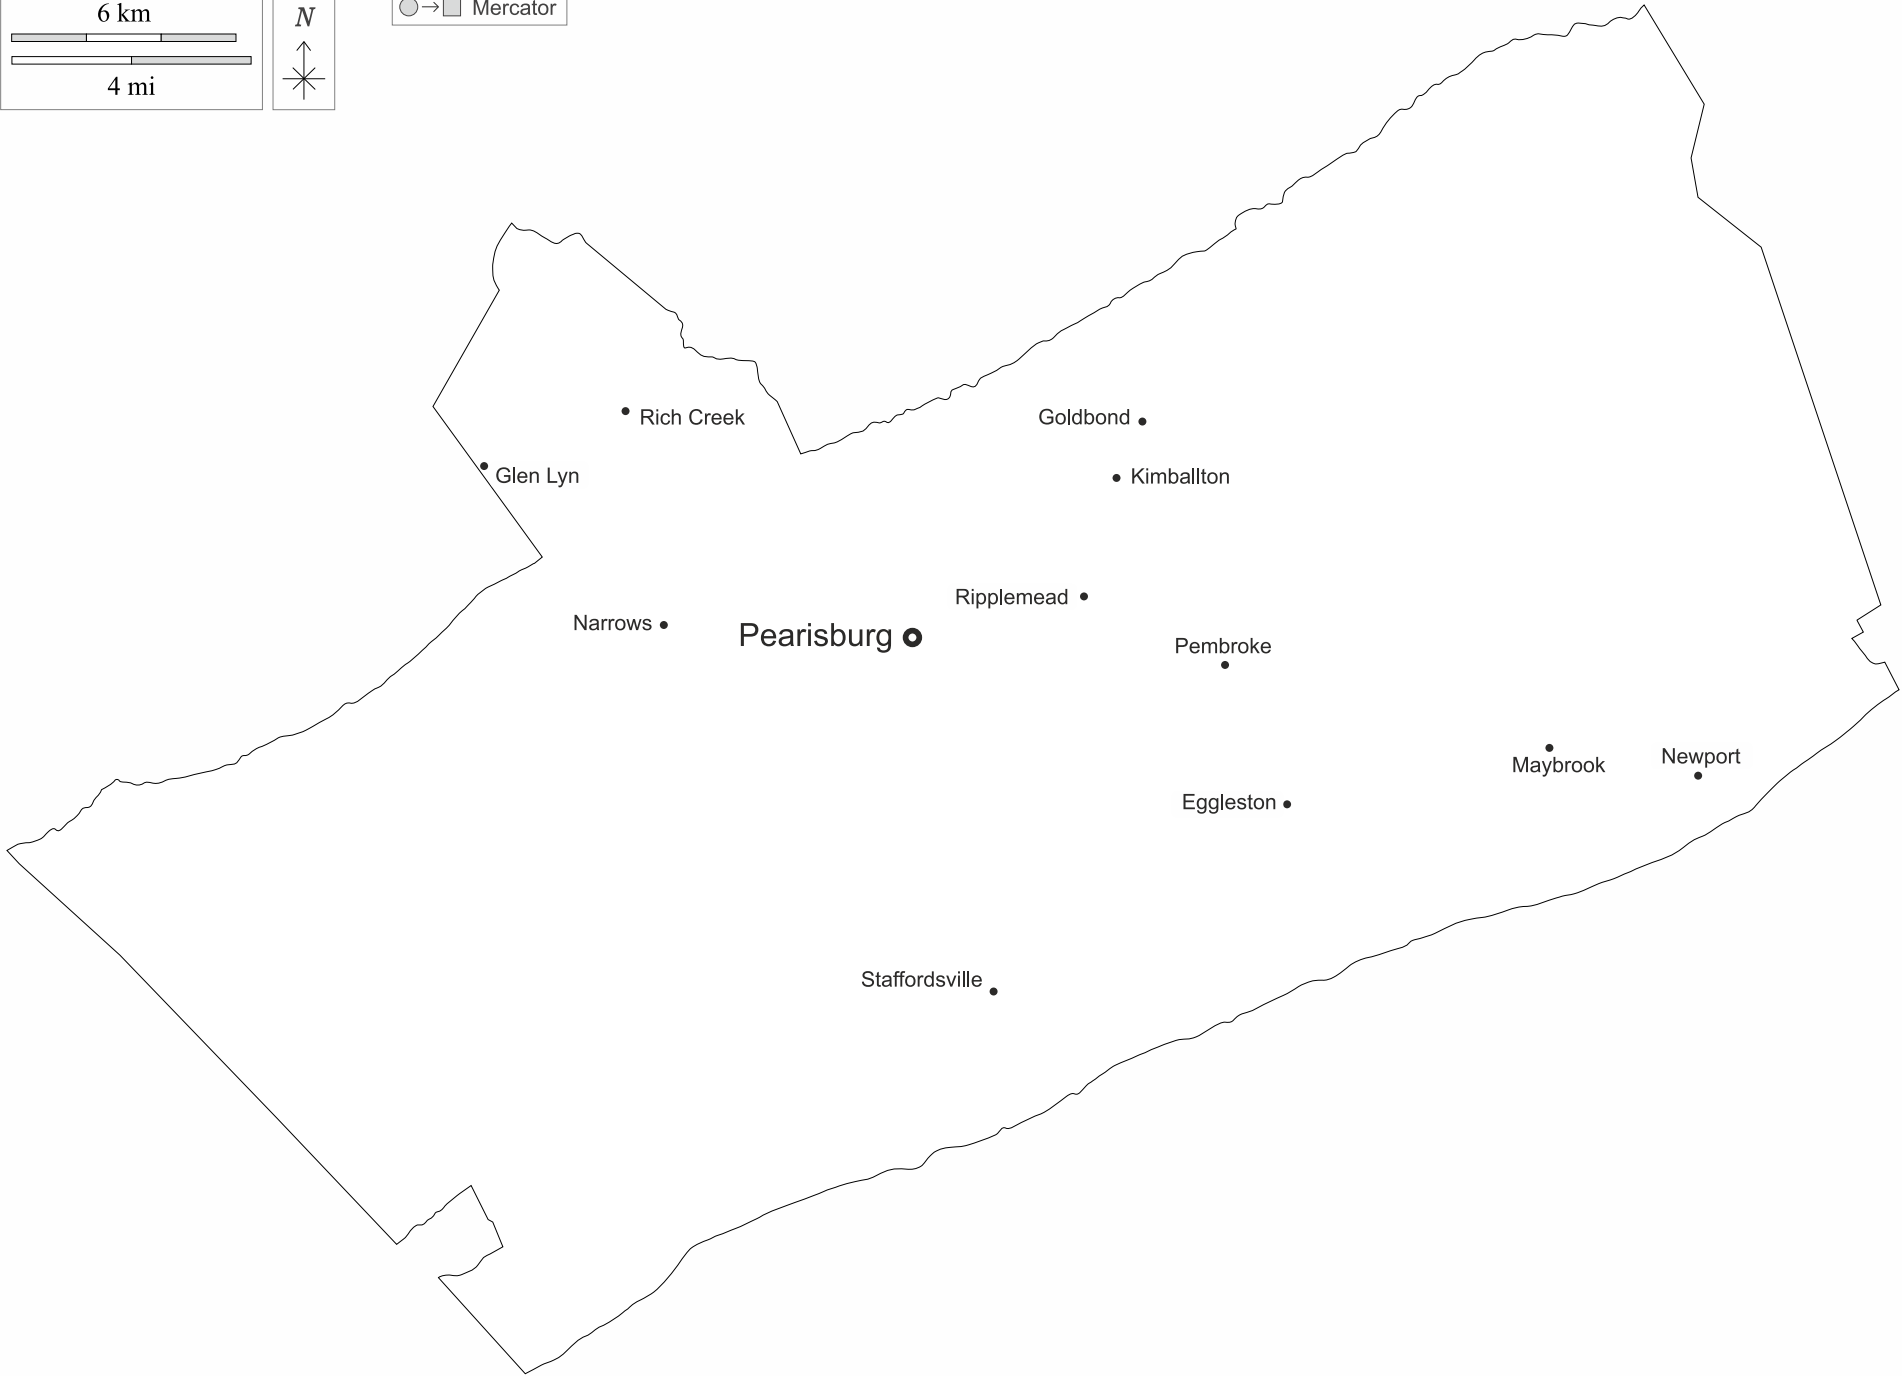 6 km
4 mi
N
Mercator
Rich Creek
Goldbond
Glen Lyn
Kimballton
Ripplemead
Narrows
Pearisburg
Pembroke
Maybrook
Newport
Eggleston
Staffordsville